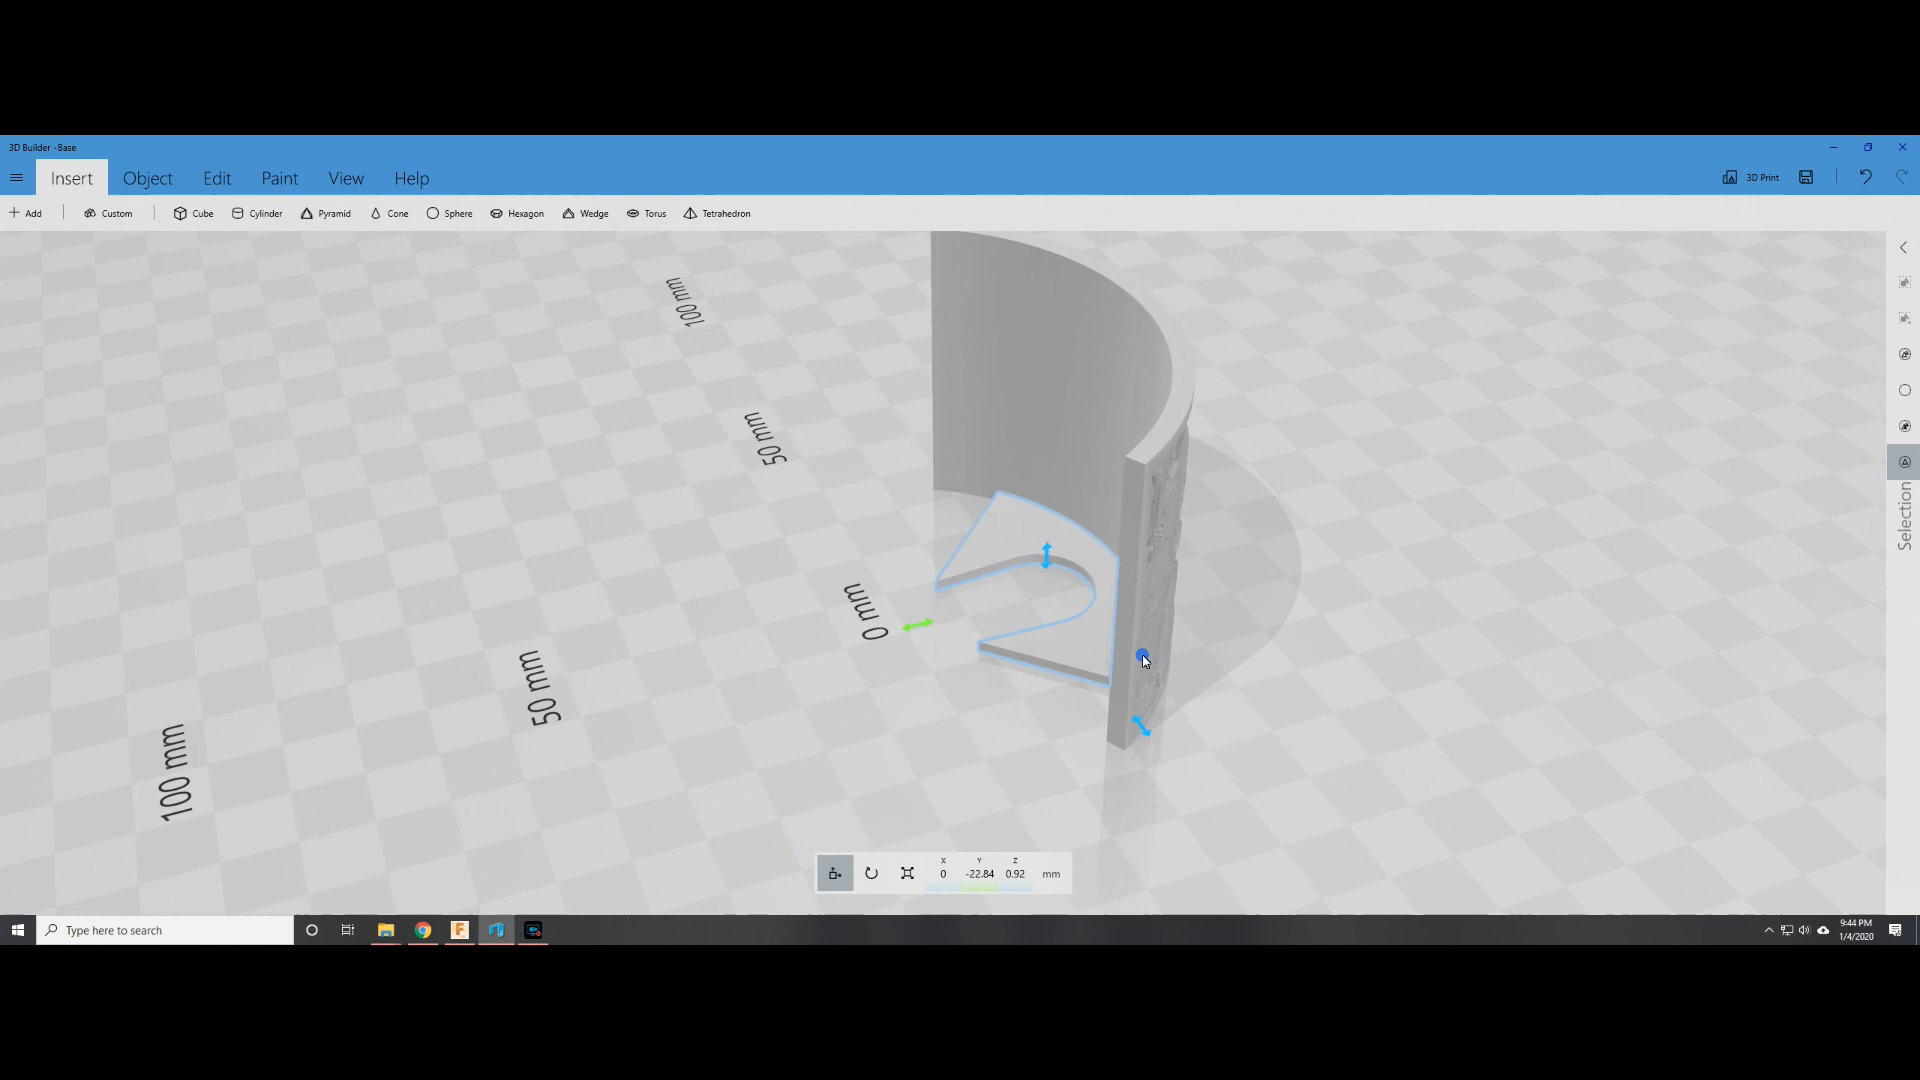 3D Builder - Base
Insert Object Edit Paint View Help
3D Print
Add Custom Cube Cylinder Pyramid Cone Sphere Hexagon Wedge Torus Tetrahedron
100 mm
50 mm
0 mm
50 mm
100 mm
Selection
X Y Z
0 -22.84 0.92 mm
Type here to search
9:44 PM
1/4/2020